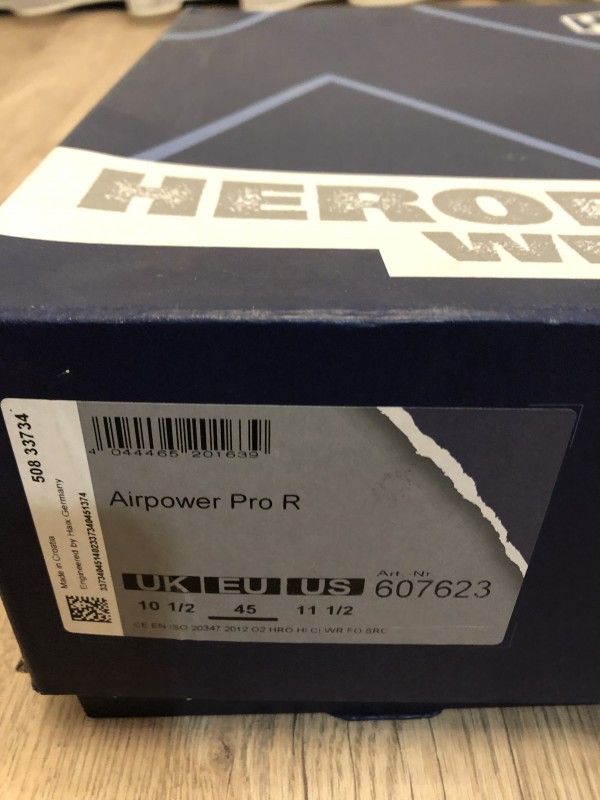 HERO
W
508 33734
Made in Croatia
Engineered by Haix Germany
4 044465 201639
Airpower Pro R
UK EU US
10 1/2 45 11 1/2
Art.-Nr.
607623
CE EN ISO 20347 2012 O2 HRO HI CI WR FO SRC